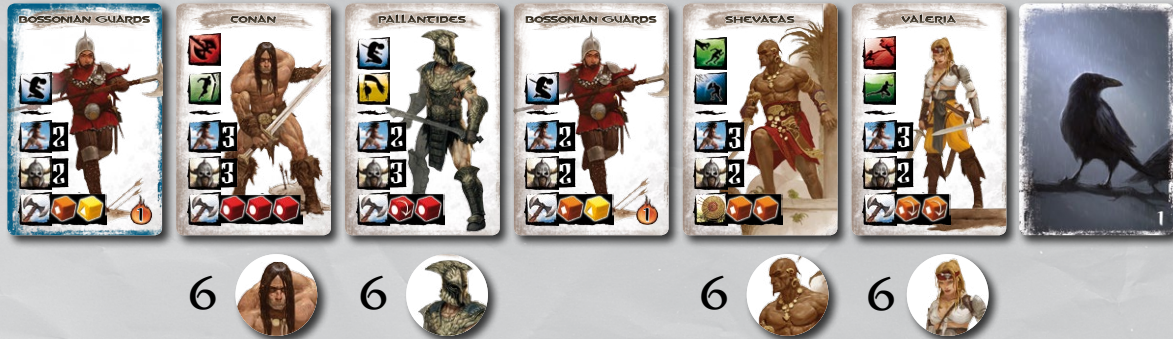 BOSSONIAN GUARDS
CONAN
PALLANTIDES
BOSSONIAN GUARDS
SHEVATAS
VALERIA
2 3 2 2 3 3
2 3 3 2 2 2
1 1 1
6 6 6 6